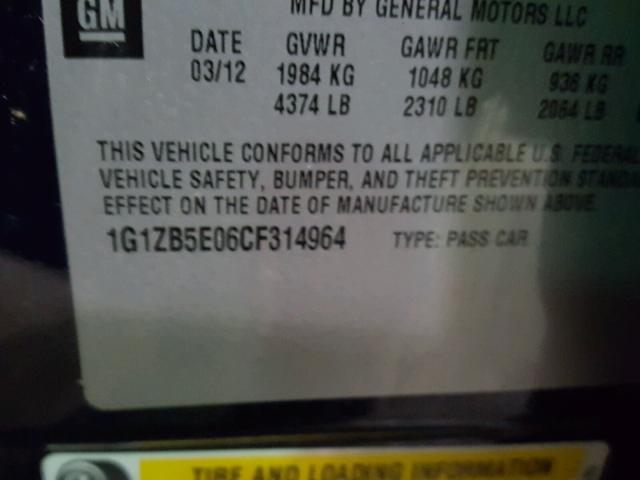 GM
MFD BY GENERAL MOTORS LLC
DATE GVWR GAWR FRT GAWR RR
03/12 1984 KG 1048 KG 936 KG
4374 LB 2310 LB 2064 LB
THIS VEHICLE CONFORMS TO ALL APPLICABLE U.S. FEDERAL
VEHICLE SAFETY, BUMPER, AND THEFT PREVENTION STANDA
EFFECT ON THE DATE OF MANUFACTURE SHOWN ABOVE.
1G1ZB5E06CF314964 TYPE: PASS CAR
TIRE AND LOADING INFORMATION